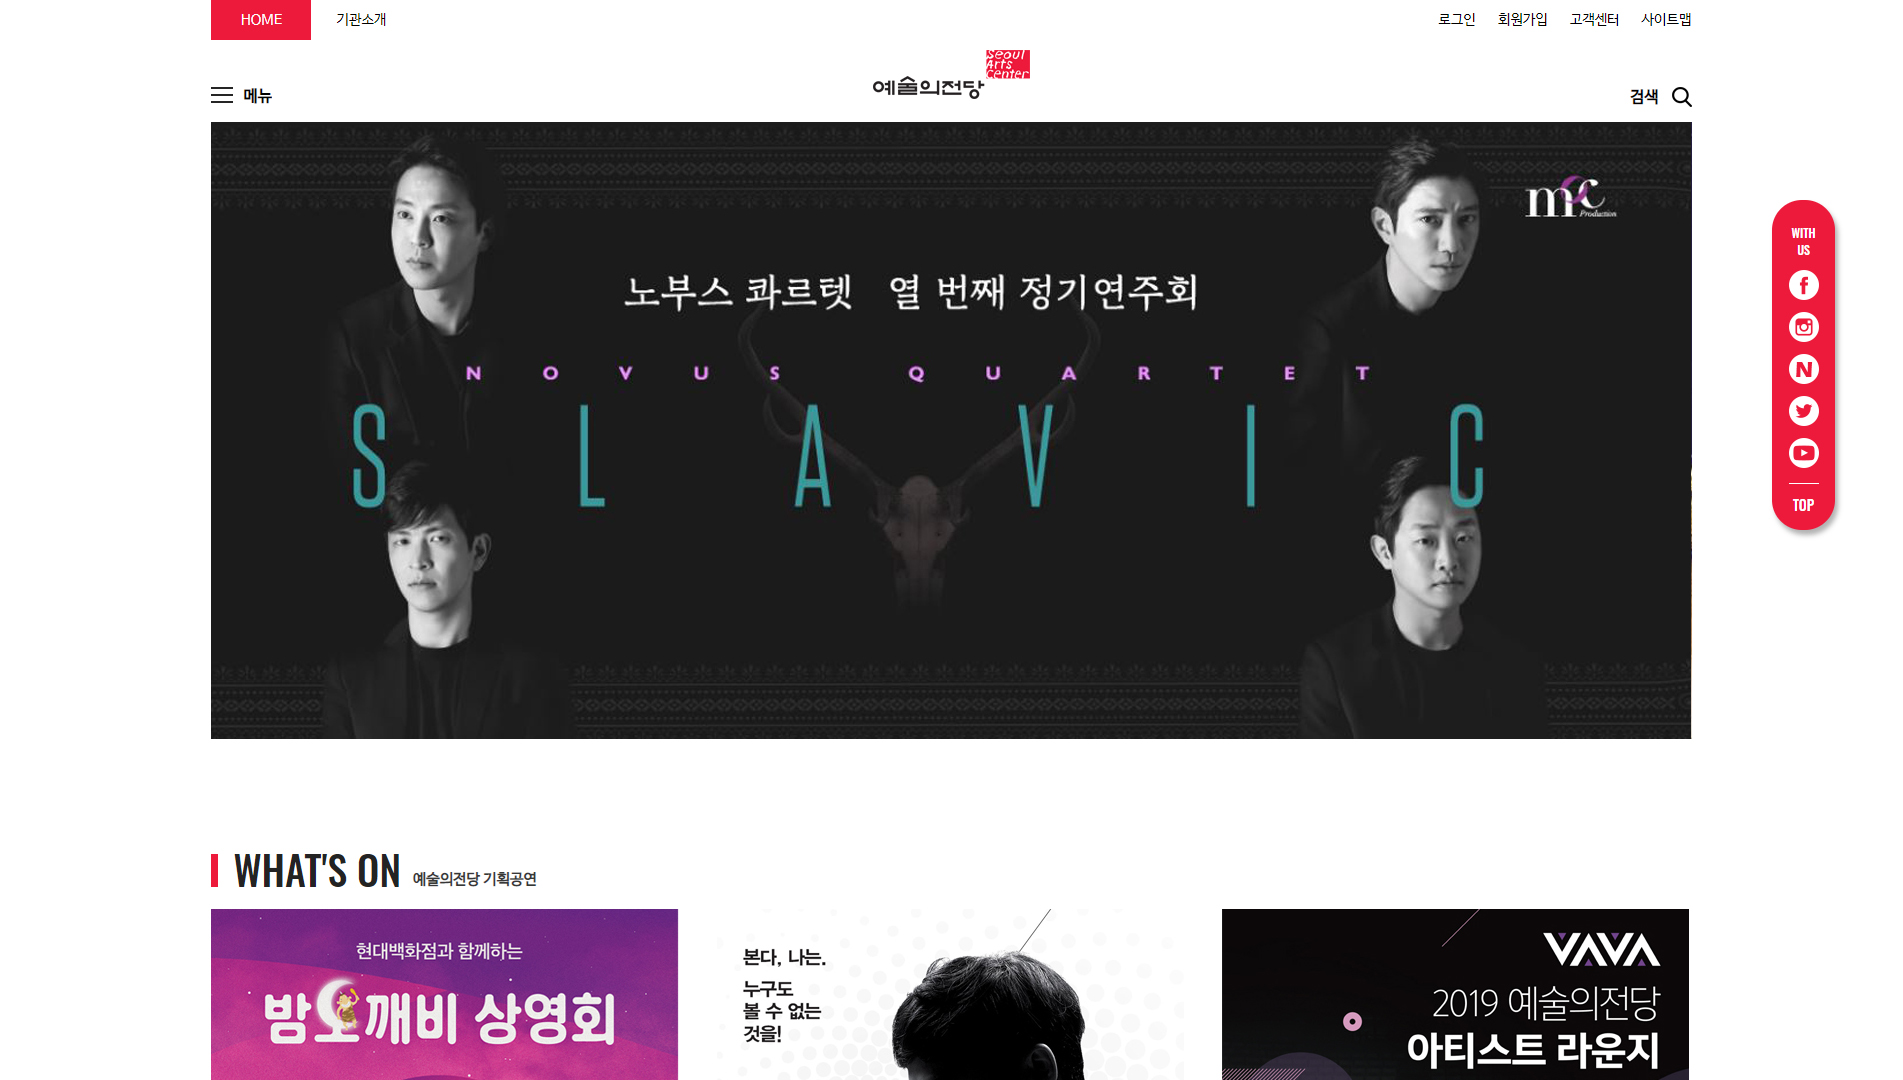 HOME 기관소개 로그인 회원가입 고객센터 사이트맵
Seoul
Arts
Center
예술의전당
메뉴
검색
mc
Production
노부스 콰르텟 열 번째 정기연주회
NOVUS QUARTET
SLAVIC
WITH
US
TOP
WHAT'S ON 예술의전당 기획공연
현대백화점과 함께하는
밤도깨비 상영회
본다, 나는.
누구도
볼 수 없는
것을!
VAVA
2019 예술의전당
아티스트 라운지